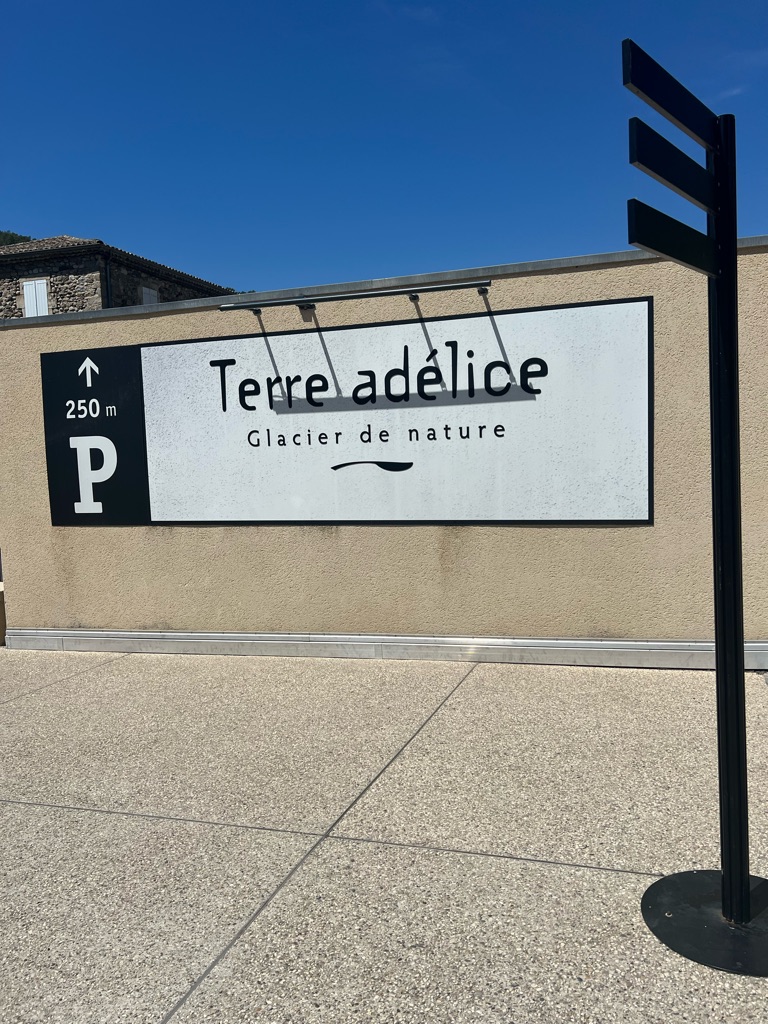 ↑
250 m
P
Terre adélice
Glacier de nature